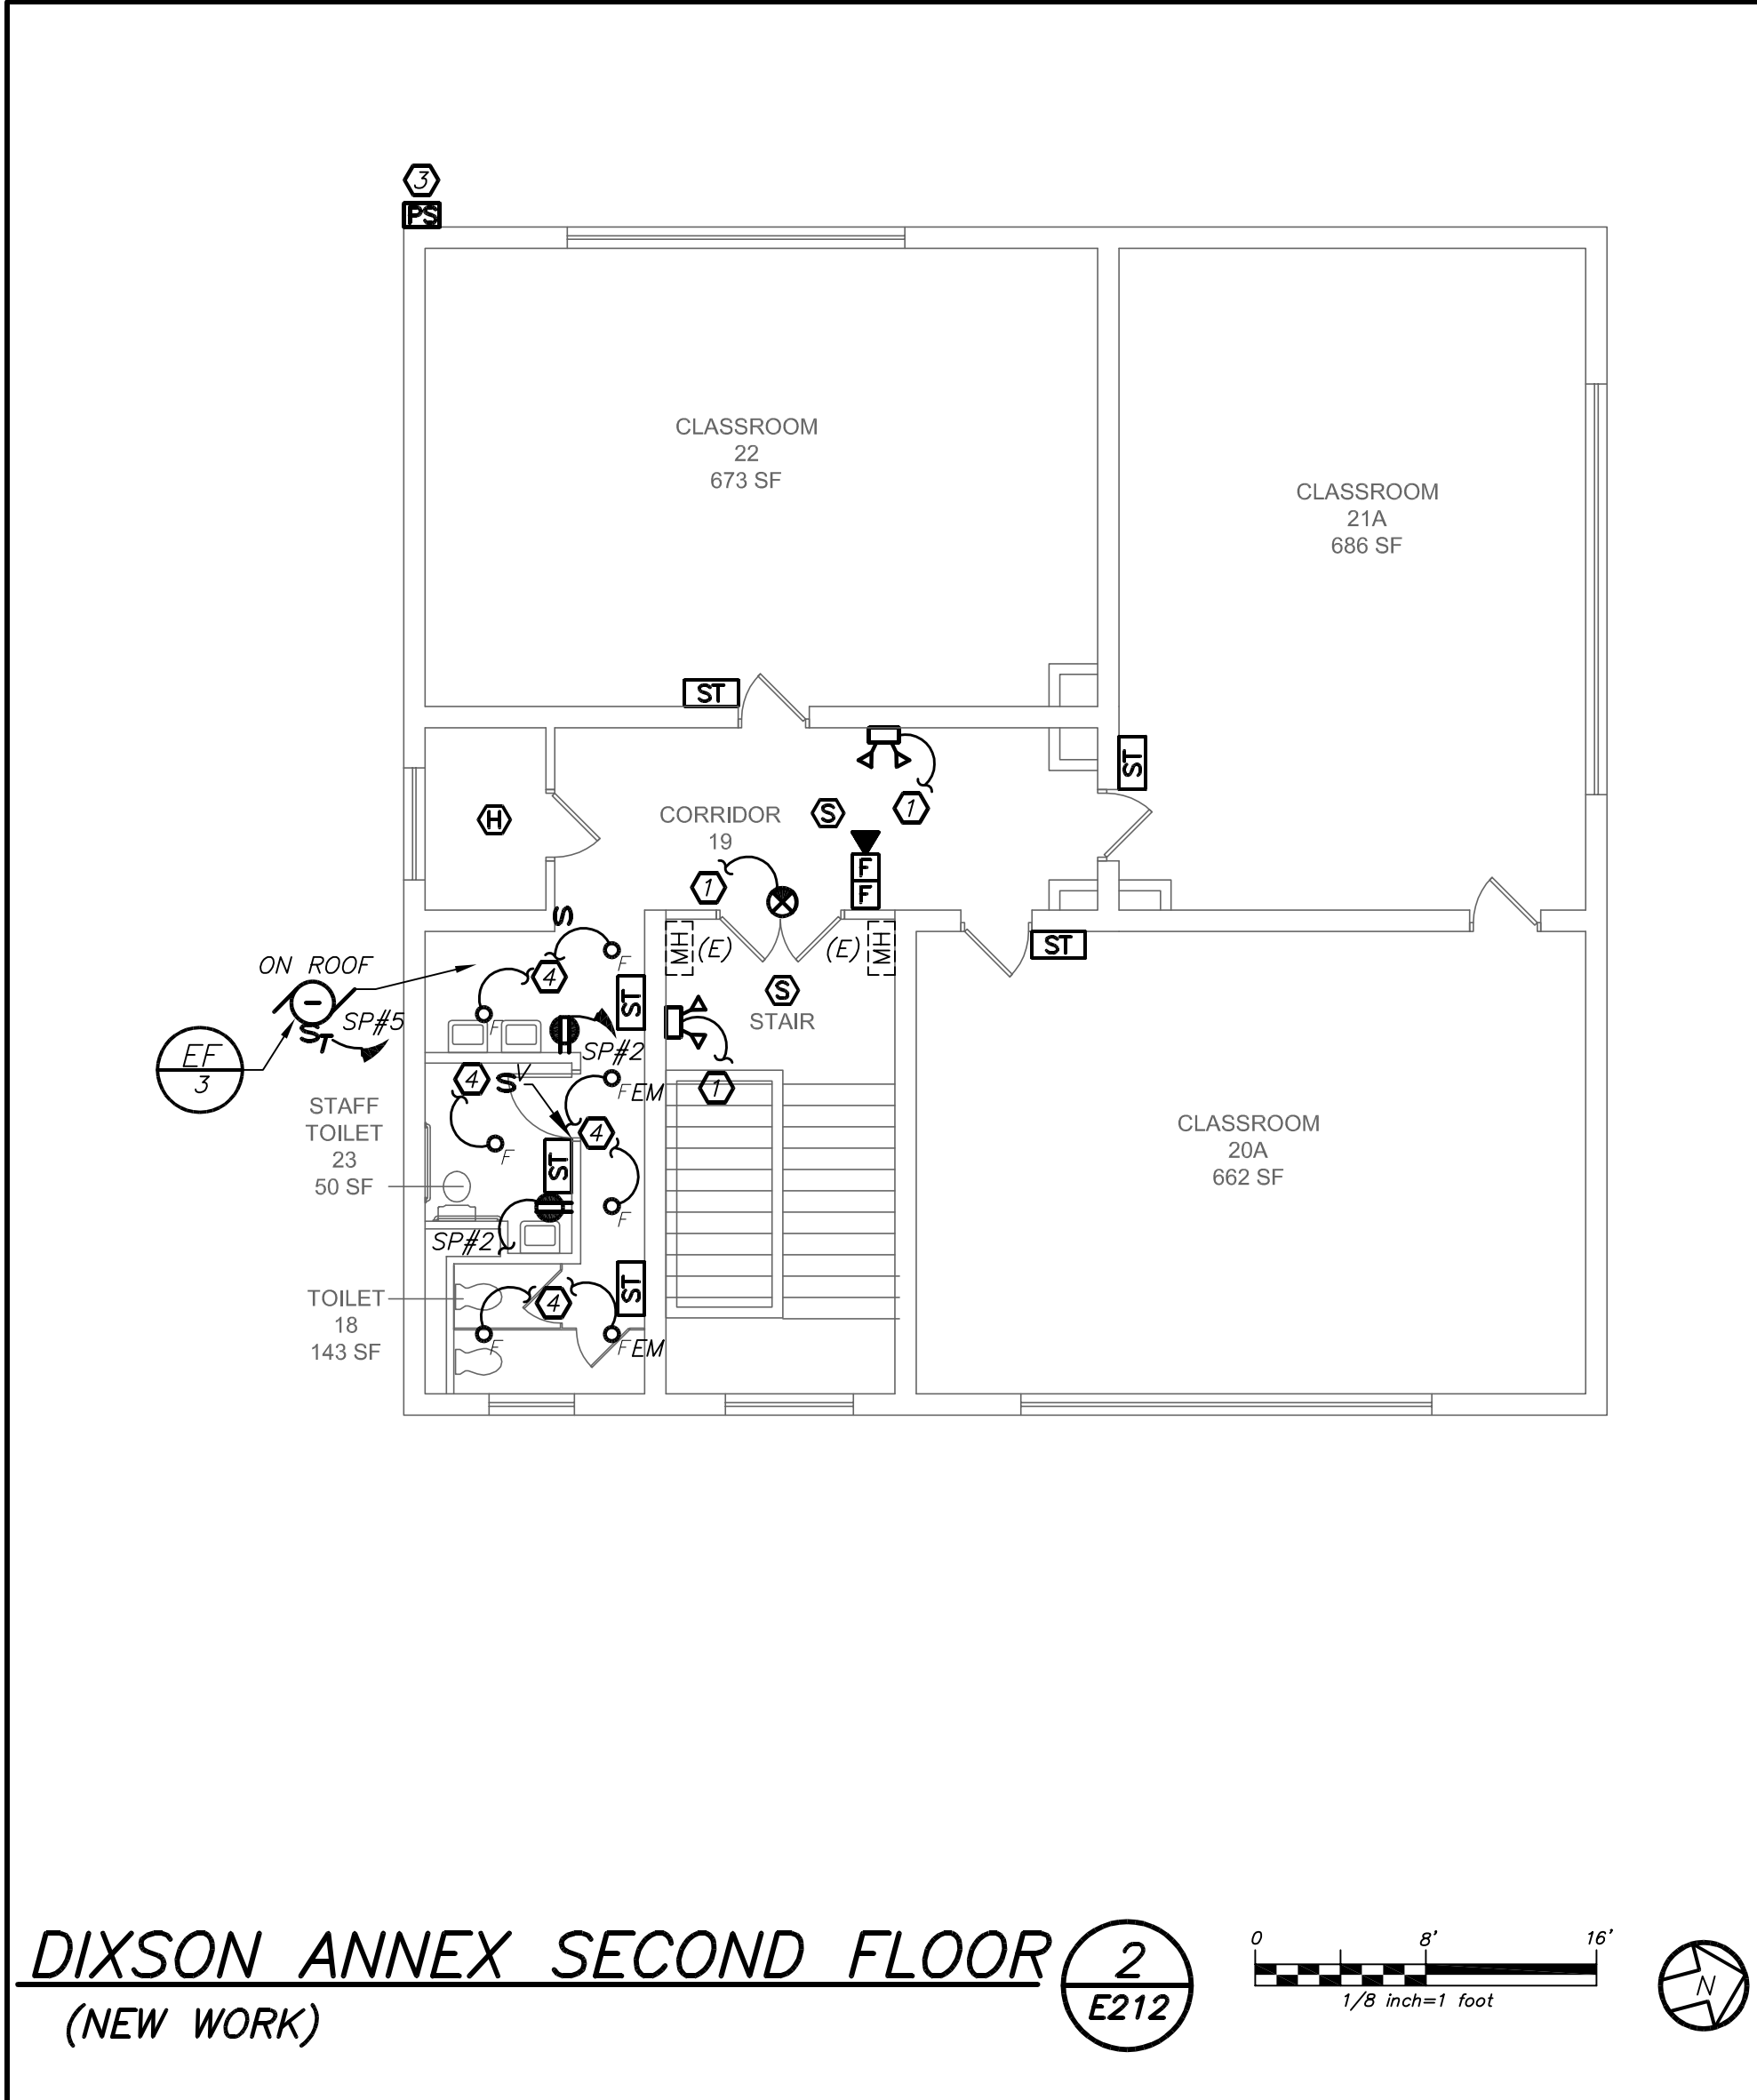 3
PS
CLASSROOM
22
673 SF
CLASSROOM
21A
686 SF
ST
ST
H
CORRIDOR
19
S
1
F
F
1
S
MH
(E)
(E)
MH
ST
ON ROOF
4
F
ST
S
STAIR
F
ST
SP#5
SP#2
EF
3
4
SV
F EM
1
STAFF
TOILET
23
50 SF
4
F
ST
CLASSROOM
20A
662 SF
F
SP#2
ST
TOILET
18
143 SF
4
F
F EM
DIXSON ANNEX SECOND FLOOR
(NEW WORK)
2
E212
0 8' 16'
1/8 inch=1 foot
N